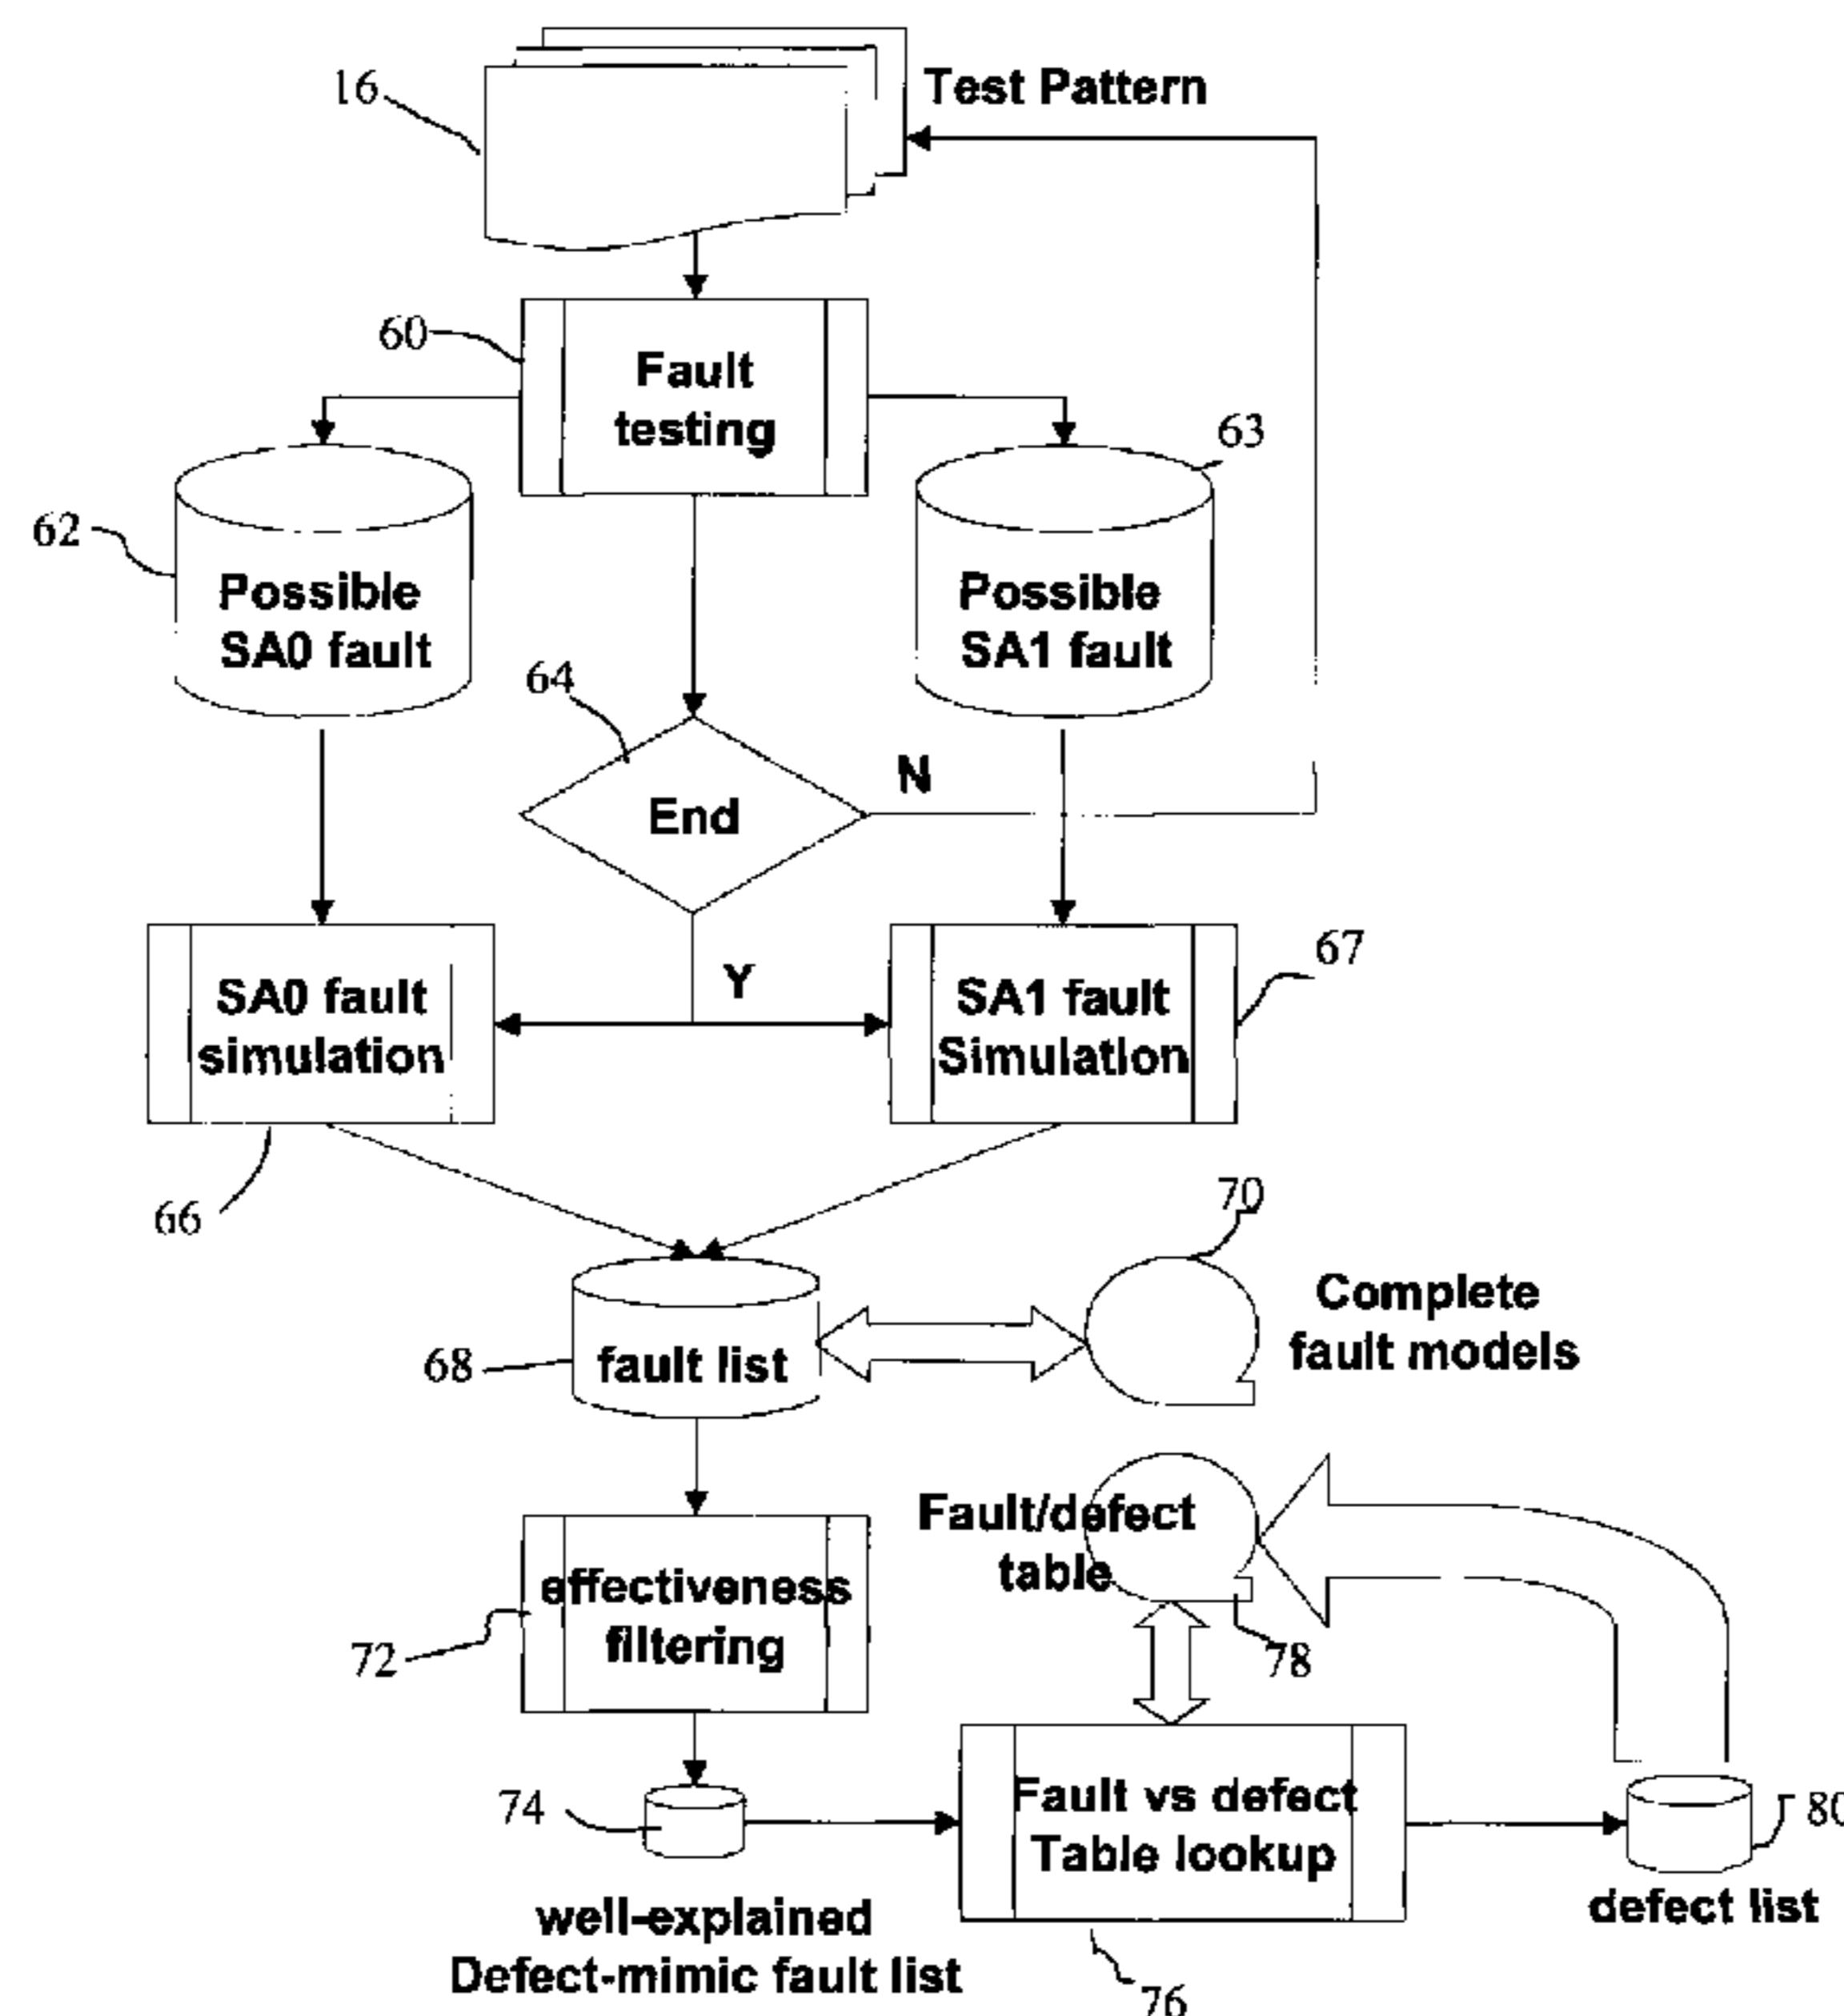 16
Test Pattern
60
Fault
testing
63
62
Possible
SA0 fault
Possible
SA1 fault
64
N
End
67
SA0 fault
simulation
Y
SA1 fault
Simulation
66
70
Complete
fault models
68
fault list
Fault/defect
table
effectiveness
filtering
72
78
74
Fault vs defect
Table lookup
80
defect list
well-explained
Defect-mimic fault list
76